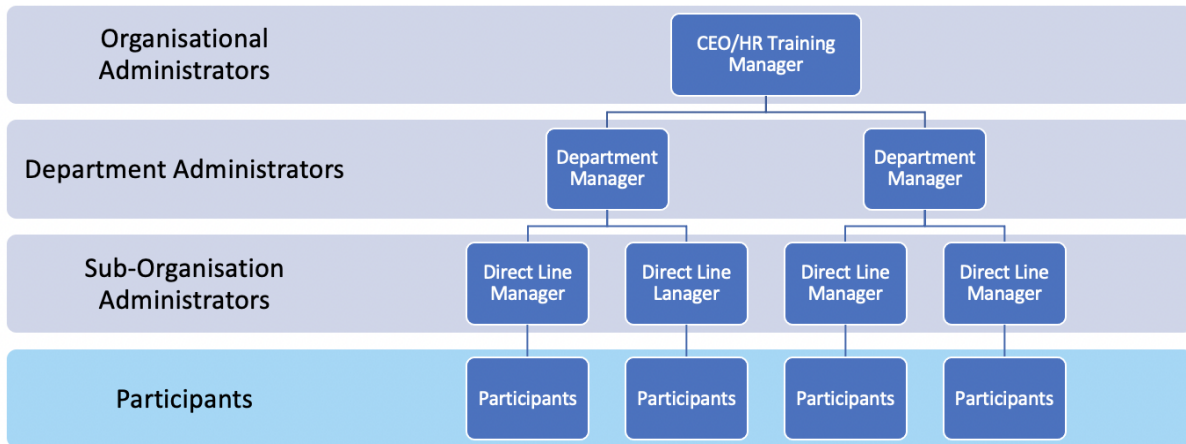 Organisational
Administrators
CEO/HR Training
Manager
Department Administrators
Department
Manager
Department
Manager
Sub-Organisation
Administrators
Direct Line
Manager
Direct Line
Lanager
Direct Line
Manager
Direct Line
Manager
Participants
Participants
Participants
Participants
Participants